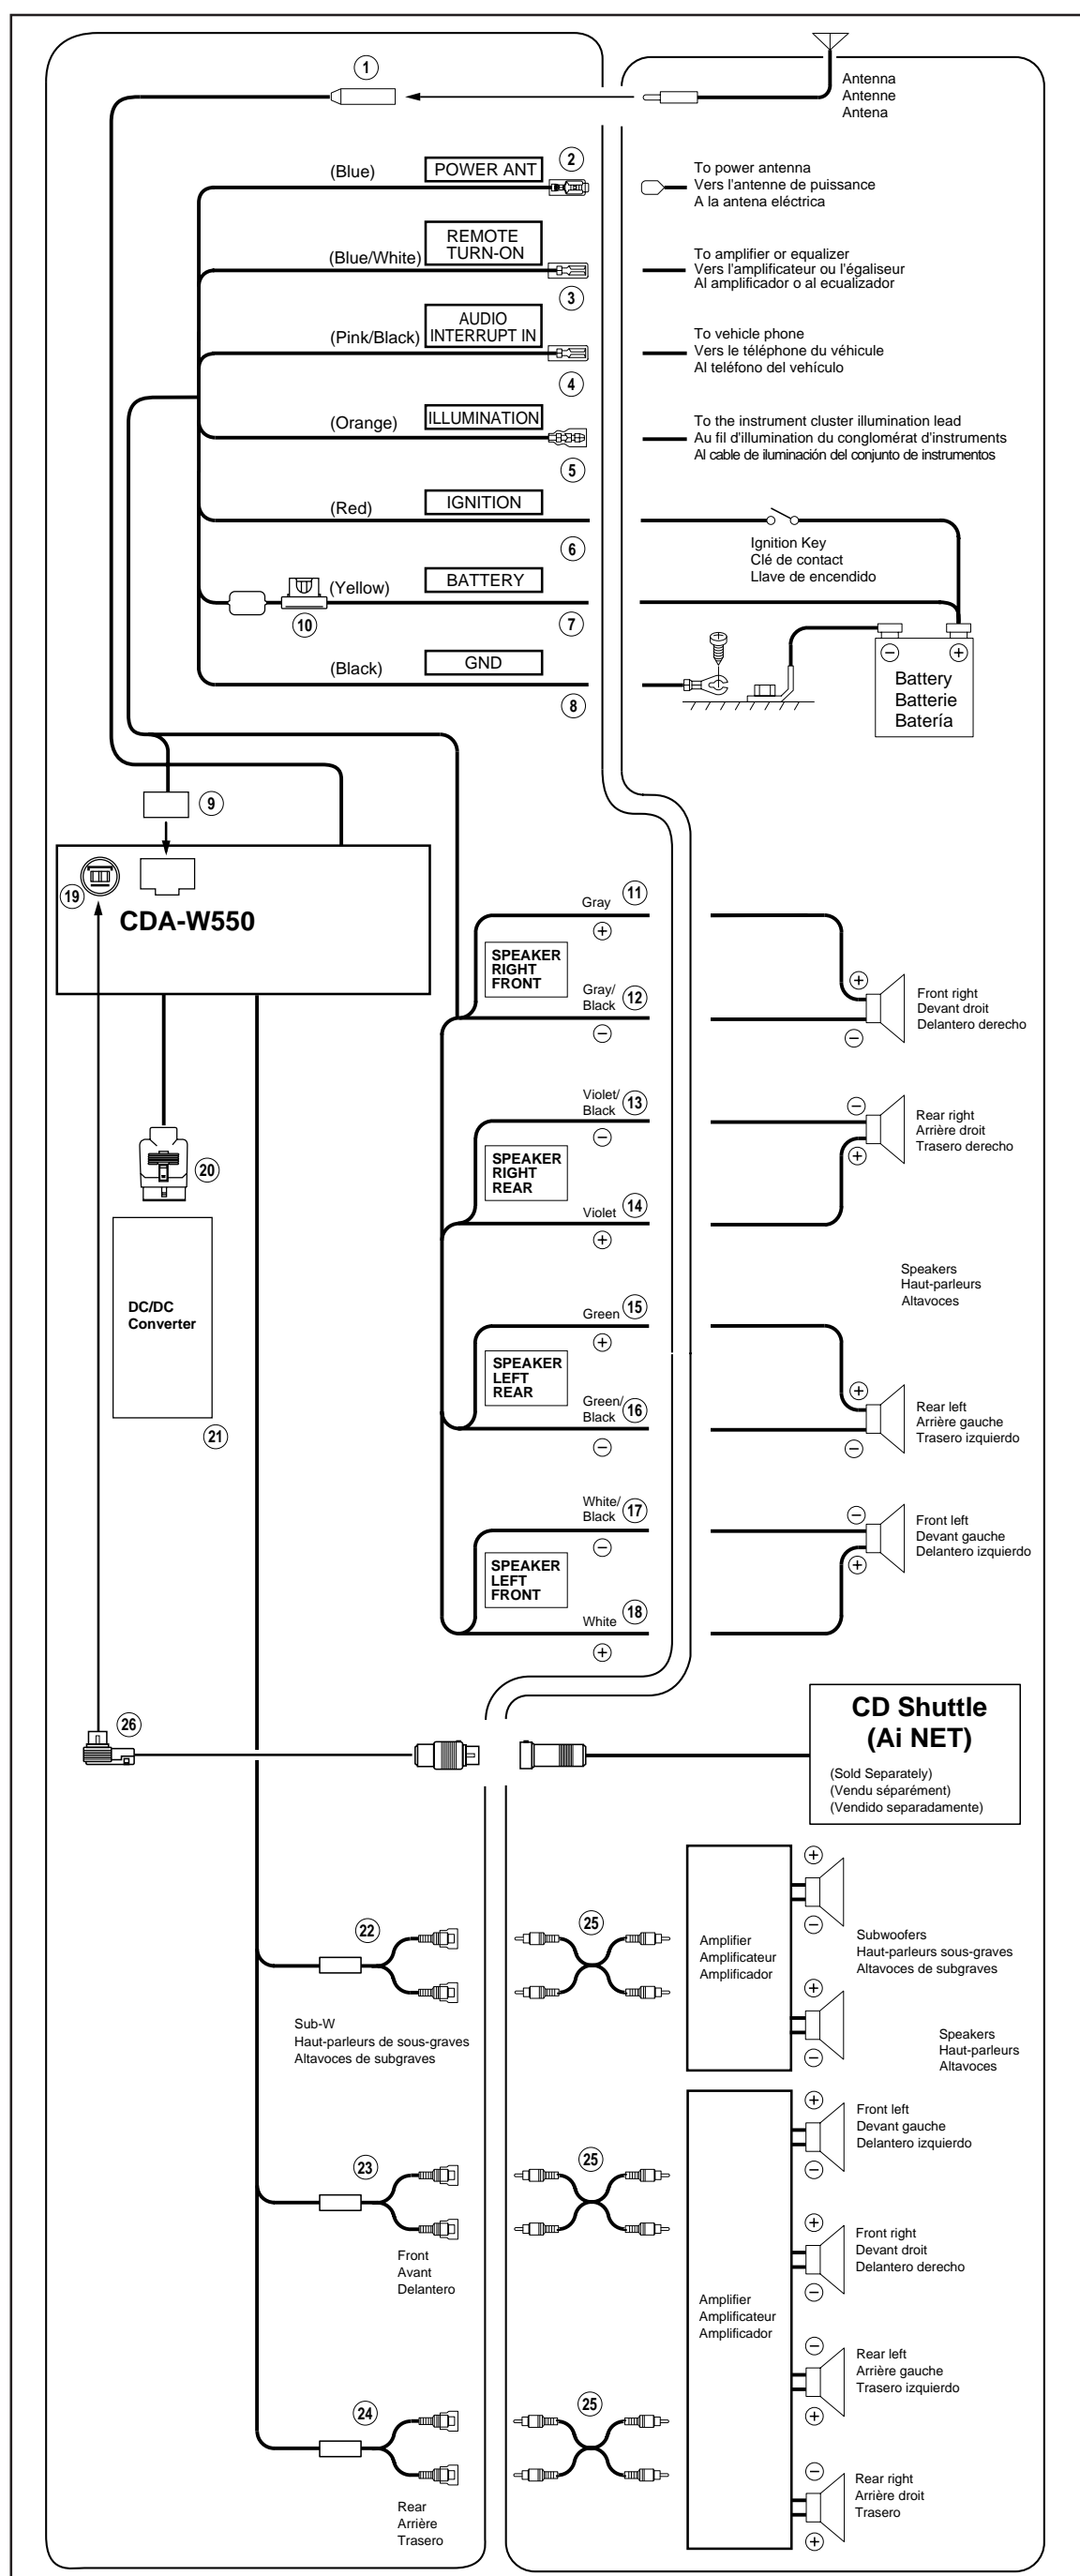 1
Antenna
Antenne
Antena
(Blue)
POWER ANT
2
To power antenna
Vers l'antenne de puissance
A la antena eléctrica
(Blue/White)
REMOTE
TURN-ON
3
To amplifier or equalizer
Vers l'amplificateur ou l'égaliseur
Al amplificador o al ecualizador
(Pink/Black)
AUDIO
INTERRUPT IN
4
To vehicle phone
Vers le téléphone du véhicule
Al teléfono del vehículo
(Orange)
ILLUMINATION
5
To the instrument cluster illumination lead
Au fil d'illumination du conglomérat d'instruments
Al cable de iluminación del conjunto de instrumentos
(Red)
IGNITION
6
Ignition Key
Clé de contact
Llave de encendido
(Yellow)
BATTERY
10
7
(Black)
GND
8
Battery
Batterie
Batería
9
19
CDA-W550
Gray
11
SPEAKER
RIGHT
FRONT
Gray/
Black
12
Front right
Devant droit
Delantero derecho
Violet/
Black
13
SPEAKER
RIGHT
REAR
Violet
14
Rear right
Arrière droit
Trasero derecho
20
DC/DC
Converter
21
Speakers
Haut-parleurs
Altavoces
Green
15
SPEAKER
LEFT
REAR
Green/
Black
16
Rear left
Arrière gauche
Trasero izquierdo
White/
Black
17
SPEAKER
LEFT
FRONT
White
18
Front left
Devant gauche
Delantero izquierdo
26
CD Shuttle
(Ai NET)
(Sold Separately)
(Vendu séparément)
(Vendido separadamente)
22
Sub-W
Haut-parleurs de sous-graves
Altavoces de subgraves
25
Amplifier
Amplificateur
Amplificador
Subwoofers
Haut-parleurs sous-graves
Altavoces de subgraves
Speakers
Haut-parleurs
Altavoces
23
Front
Avant
Delantero
25
Amplifier
Amplificateur
Amplificador
Front left
Devant gauche
Delantero izquierdo
Front right
Devant droit
Delantero derecho
Rear left
Arrière gauche
Trasero izquierdo
24
Rear
Arrière
Trasero
25
Rear right
Arrière droit
Trasero